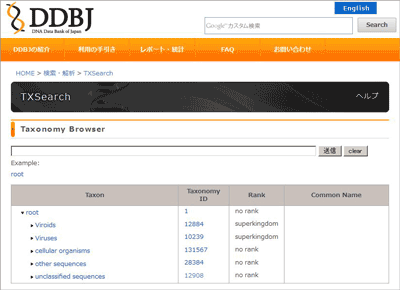 DDBJ
DNA Data Bank of Japan
English
Google カスタム検索
Search
DDBJの紹介 利用の手引き レポート・統計 FAQ お問い合わせ
HOME > 検索・解析 > TXSearch
TXSearch
ヘルプ
Taxonomy Browser
送信 clear
Example:
root
Taxon Taxonomy ID Rank Common Name
root 1 no rank
Viroids 12884 superkingdom
Viruses 10239 superkingdom
cellular organisms 131567 no rank
other sequences 28384 no rank
unclassified sequences 12908 no rank